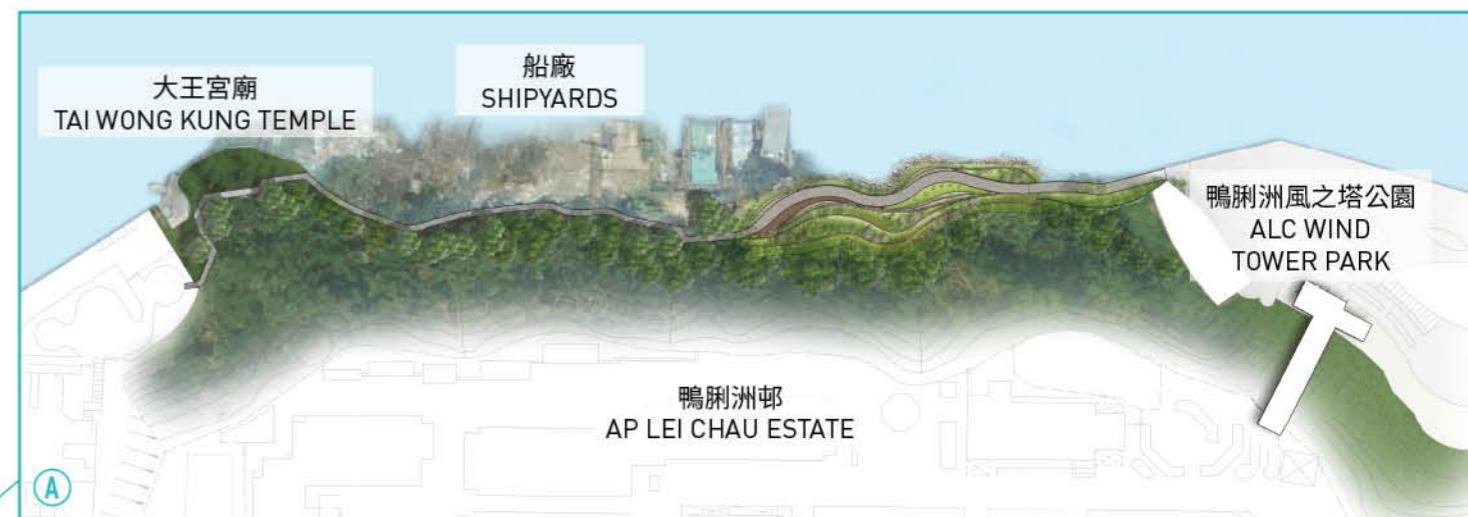 大王宮廟
TAI WONG KUNG TEMPLE
船廠
SHIPYARDS
鴨脷洲風之塔公園
ALC WIND
TOWER PARK
鴨脷洲邨
AP LEI CHAU ESTATE
A